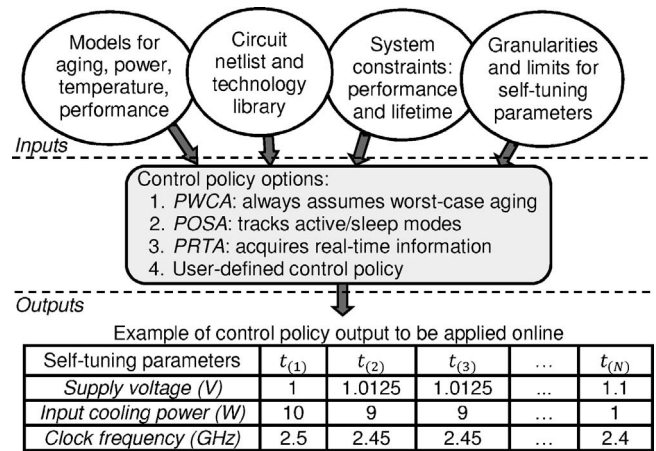 Models for
aging, power,
temperature,
performance
Circuit
netlist and
technology
library
System
constraints:
performance
and lifetime
Granularities
and limits for
self-tuning
parameters
Inputs
Control policy options:
1. PWCA: always assumes worst-case aging
2. POSA: tracks active/sleep modes
3. PRTA: acquires real-time information
4. User-defined control policy
Outputs
Example of control policy output to be applied online
Self-tuning parameters t(1) t(2) t(3) ... t(N)
Supply voltage (V) 1 1.0125 1.0125 ... 1.1
Input cooling power (W) 10 9 9 ... 1
Clock frequency (GHz) 2.5 2.45 2.45 ... 2.4